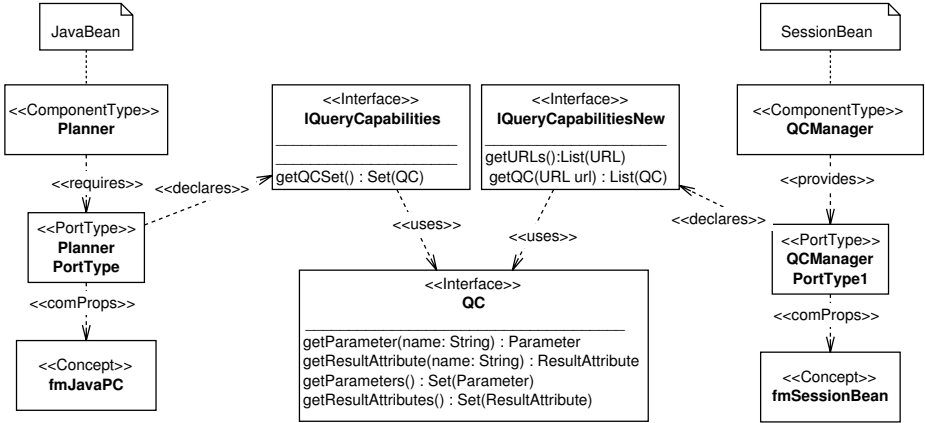 JavaBean
SessionBean
<<ComponentType>>
Planner
<<Interface>>
IQueryCapabilities
getQCSet() : Set(QC)
<<Interface>>
IQueryCapabilitiesNew
getURLs():List(URL)
getQC(URL url) : List(QC)
<<ComponentType>>
QCManager
<<requires>>
<<declares>>
<<provides>>
<<declares>>
<<PortType>>
Planner
PortType
<<uses>>
<<uses>>
<<PortType>>
QCManager
PortType1
<<comProps>>
<<Interface>>
QC
getParameter(name: String) : Parameter
getResultAttribute(name: String) : ResultAttribute
getParameters() : Set(Parameter)
getResultAttributes() : Set(ResultAttribute)
<<comProps>>
<<Concept>>
fmJavaPC
<<Concept>>
fmSessionBean